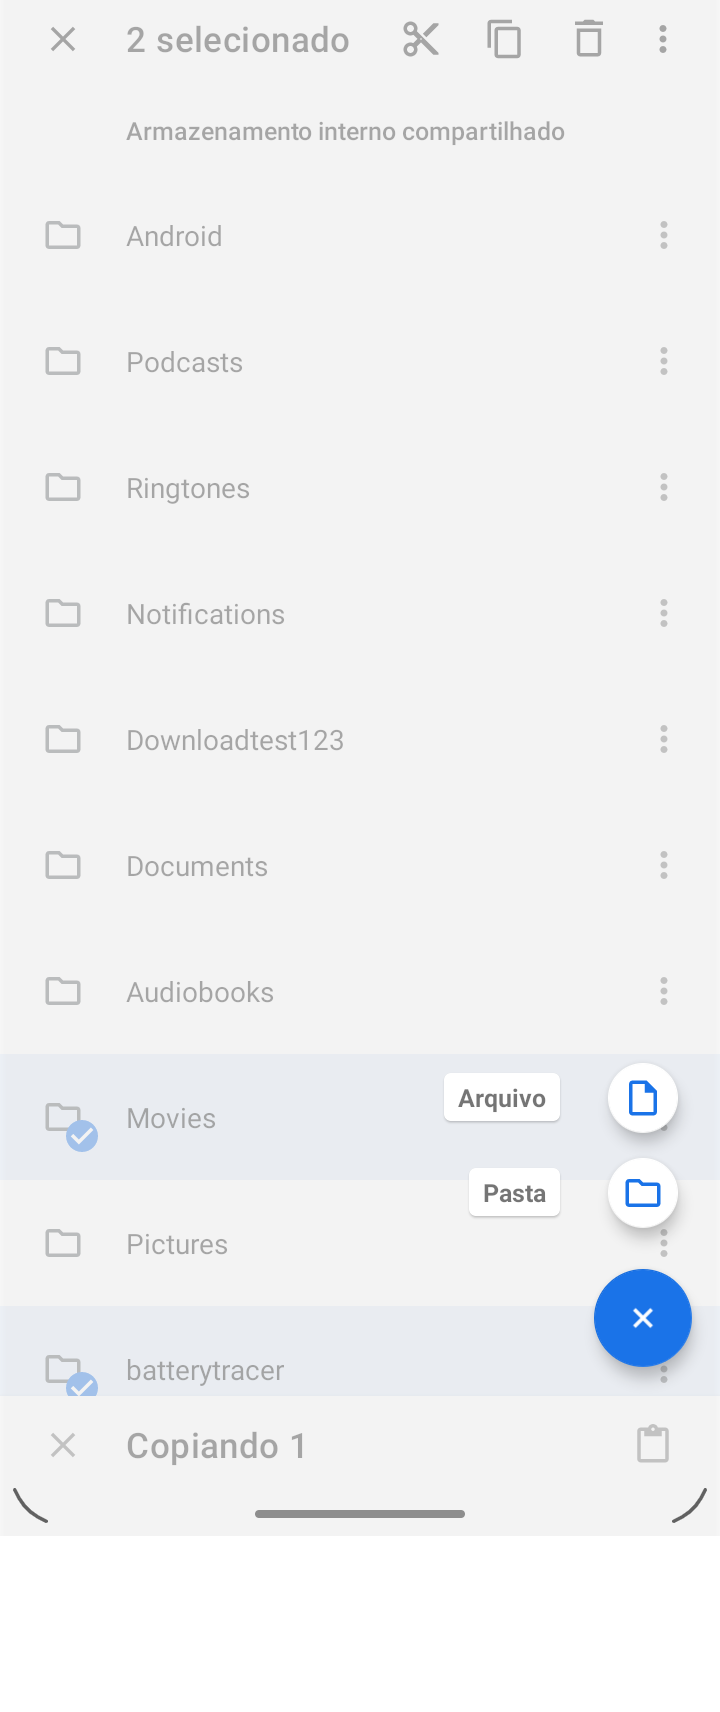 2 selecionado
Armazenamento interno compartilhado
Android
Podcasts
Ringtones
Notifications
Downloadtest123
Documents
Audiobooks
Arquivo
Movies
Pasta
Pictures
batterytracer
Copiando 1